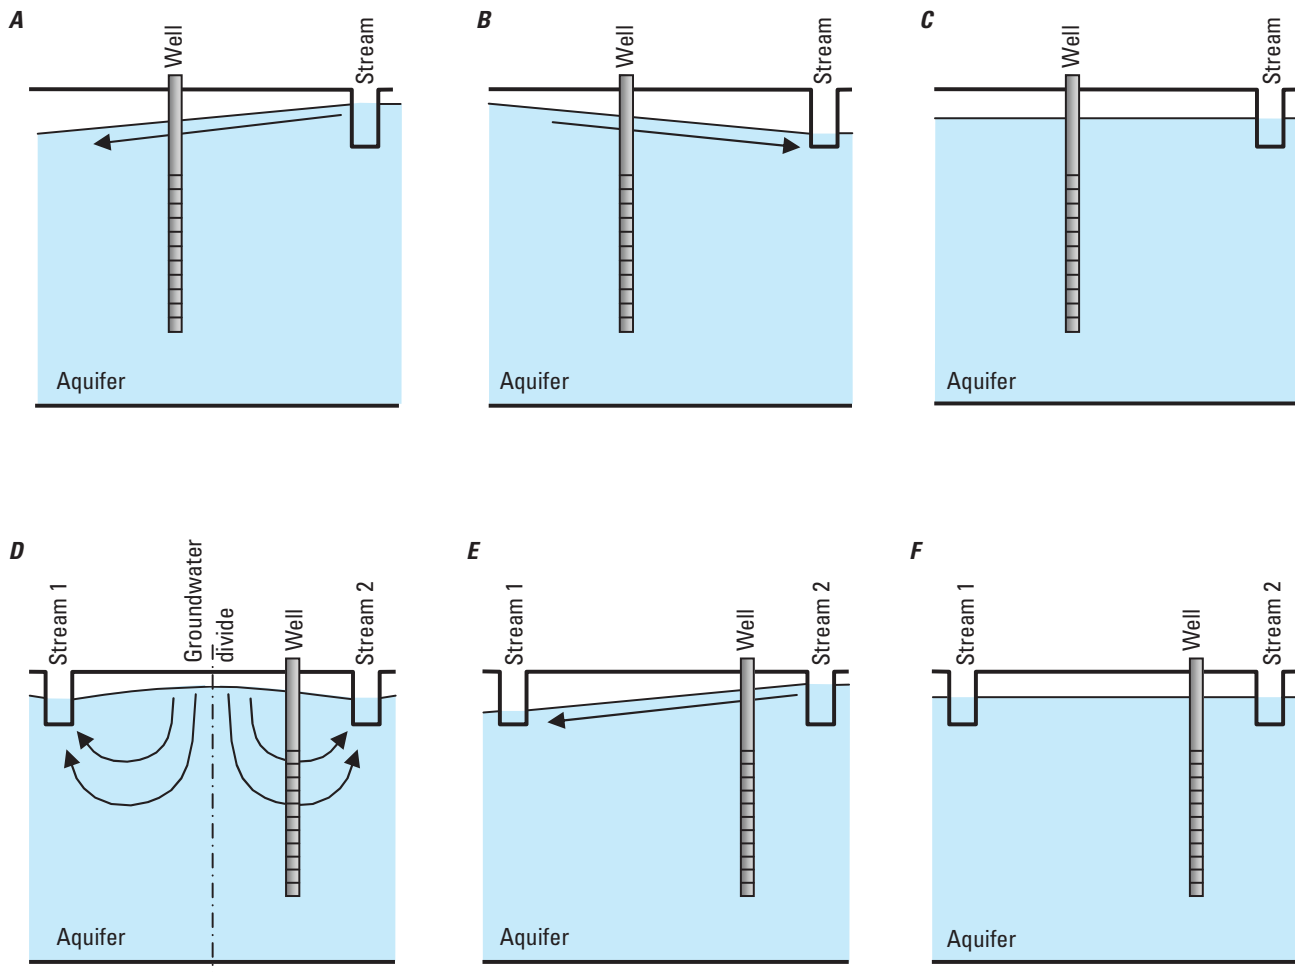 A
Well
Stream
Aquifer
B
Well
Stream
Aquifer
C
Well
Stream
Aquifer
D
Stream 1
Groundwater
divide
Well
Stream 2
Aquifer
E
Stream 1
Well
Stream 2
Aquifer
F
Stream 1
Well
Stream 2
Aquifer